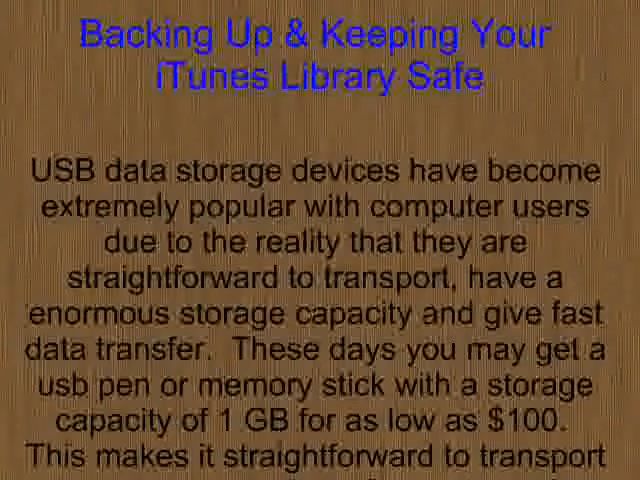 Backing Up & Keeping Your
iTunes Library Safe
USB data storage devices have become
extremely popular with computer users
due to the reality that they are
straightforward to transport, have a
enormous storage capacity and give fast
data transfer.  These days you may get a
usb pen or memory stick with a storage
capacity of 1 GB for as low as $100.
This makes it straightforward to transport